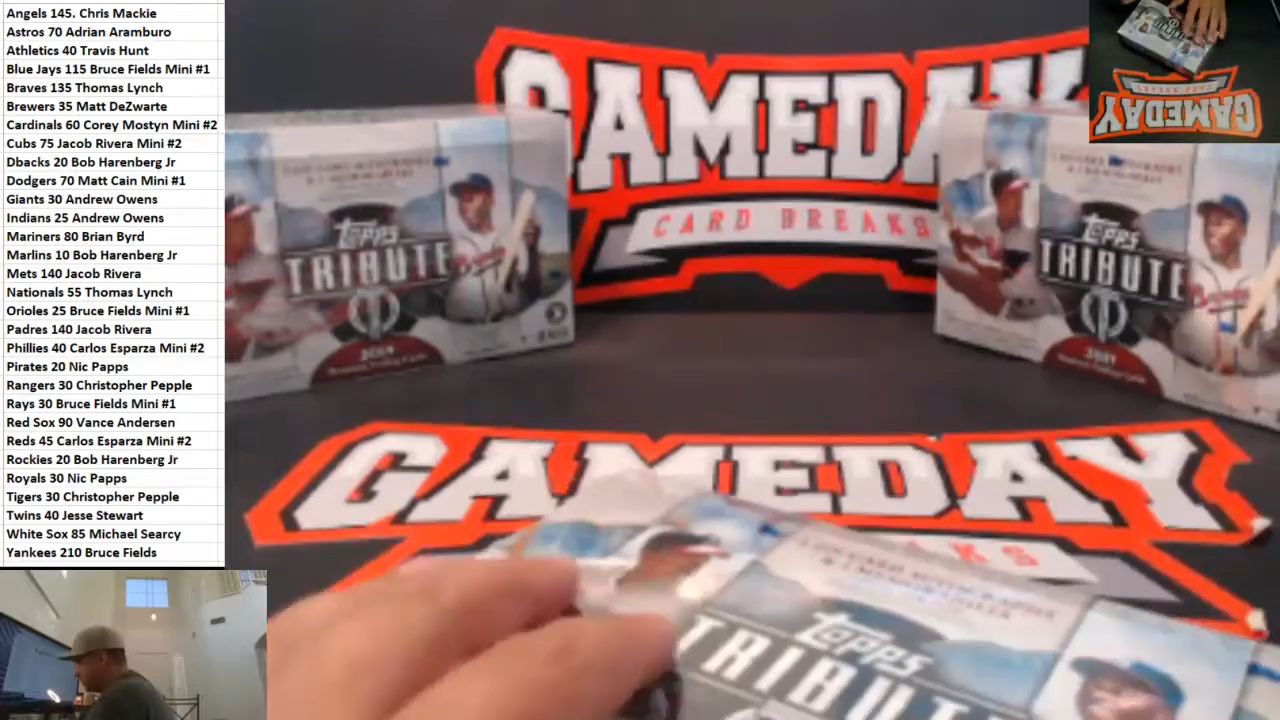 Angels 145. Chris Mackie
Astros 70 Adrian Aramburo
Athletics 40 Travis Hunt
Blue Jays 115 Bruce Fields Mini #1
Braves 135 Thomas Lynch
Brewers 35 Matt DeZwarte
Cardinals 60 Corey Mostyn Mini #2
Cubs 75 Jacob Rivera Mini #2
Dbacks 20 Bob Harenberg Jr
Dodgers 70 Matt Cain Mini #1
Giants 30 Andrew Owens
Indians 25 Andrew Owens
Mariners 80 Brian Byrd
Marlins 10 Bob Harenberg Jr
Mets 140 Jacob Rivera
Nationals 55 Thomas Lynch
Orioles 25 Bruce Fields Mini #1
Padres 140 Jacob Rivera
Phillies 40 Carlos Esparza Mini #2
Pirates 20 Nic Papps
Rangers 30 Christopher Pepple
Rays 30 Bruce Fields Mini #1
Red Sox 90 Vance Andersen
Reds 45 Carlos Esparza Mini #2
Rockies 20 Bob Harenberg Jr
Royals 30 Nic Papps
Tigers 30 Christopher Pepple
Twins 40 Jesse Stewart
White Sox 85 Michael Searcy
Yankees 210 Bruce Fields
GAMEDAY
CARD BREAKS
Topps
TRIBUTE
Topps
TRIBUTE
GAMEDAY
Topps
TRIBUTE
GAMEDAY